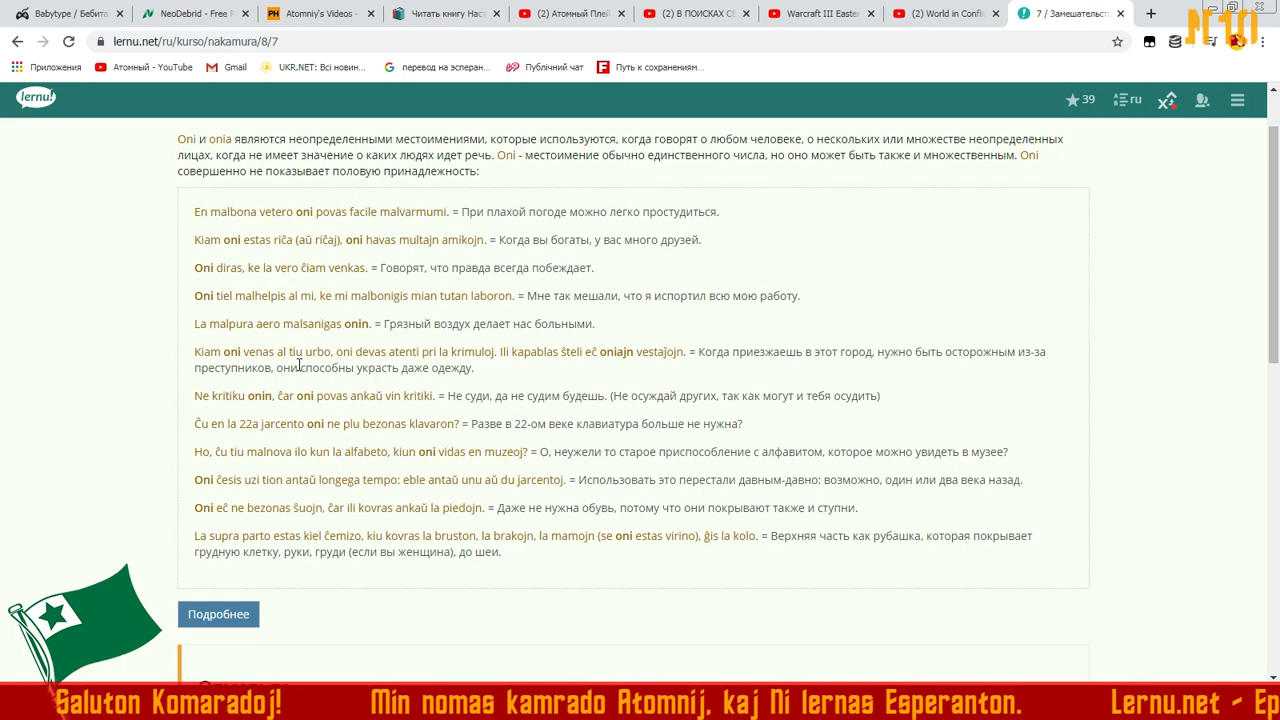 Babytype / Бебита
NeoDebrid - Free P
Atomniy's Videos -
Читать книгу Наст
(2) Атомный Плей
(2) В ПОИСКАХ СЕ
Warcraft III Easter
(2) World in Confli
7 / Замешательст
lernu.net/ru/kurso/nakamura/8/7
N10
Приложения
Атомный - YouTube
Gmail
UKR.NET: Всі новин...
перевод на эсперан...
Публічний чат
Путь к сохранениям...
lernu!
39
ru
Oni и onia являются неопределенными местоимениями, которые используются, когда говорят о любом человеке, о нескольких или множестве неопределенных
лицах, когда не имеет значение о каких людях идет речь. Oni - местоимение обычно единственного числа, но оно может быть также и множественным. Oni
совершенно не показывает половую принадлежность:
En malbona vetero oni povas facile malvarmumi. = При плахой погоде можно легко простудиться.
Kiam oni estas riĉa (aŭ riĉaj), oni havas multajn amikojn. = Когда вы богаты, у вас много друзей.
Oni diras, ke la vero ĉiam venkas. = Говорят, что правда всегда побеждает.
Oni tiel malhelpis al mi, ke mi malbonigis mian tutan laboron. = Мне так мешали, что я испортил всю мою работу.
La malpura aero malsanigas onin. = Грязный воздух делает нас больными.
Kiam oni venas al tiu urbo, oni devas atenti pri la krimuloj. Ili kapablas ŝteli eĉ oniajn vestaĵojn. = Когда приезжаешь в этот город, нужно быть осторожным из-за
преступников, они способны украсть даже одежду.
Ne kritiku onin, ĉar oni povas ankaŭ vin kritiki. = Не суди, да не судим будешь. (Не осуждай других, так как могут и тебя осудить)
Ĉu en la 22a jarcento oni ne plu bezonas klavaron? = Разве в 22-ом веке клавиатура больше не нужна?
Ho, ĉu tiu malnova ilo kun la alfabeto, kiun oni vidas en muzeoj? = О, неужели то старое приспособление с алфавитом, которое можно увидеть в музее?
Oni ĉesis uzi tion antaŭ longega tempo: eble antaŭ unu aŭ du jarcentoj. = Использовать это перестали давным-давно: возможно, один или два века назад.
Oni eĉ ne bezonas ŝuojn, ĉar ili kovras ankaŭ la piedojn. = Даже не нужна обувь, потому что они покрывают также и ступни.
La supra parto estas kiel ĉemizo, kiu kovras la bruston, la brakojn, la mamojn (se oni estas virino), ĝis la kolo. = Верхняя часть как рубашка, которая покрывает
грудную клетку, руки, груди (если вы женщина), до шеи.
Подробнее
Saluton Komaradoj! Min nomas kamrado Atomnij, kaj Ni lernas Esperanton. Lernu.net - Ep